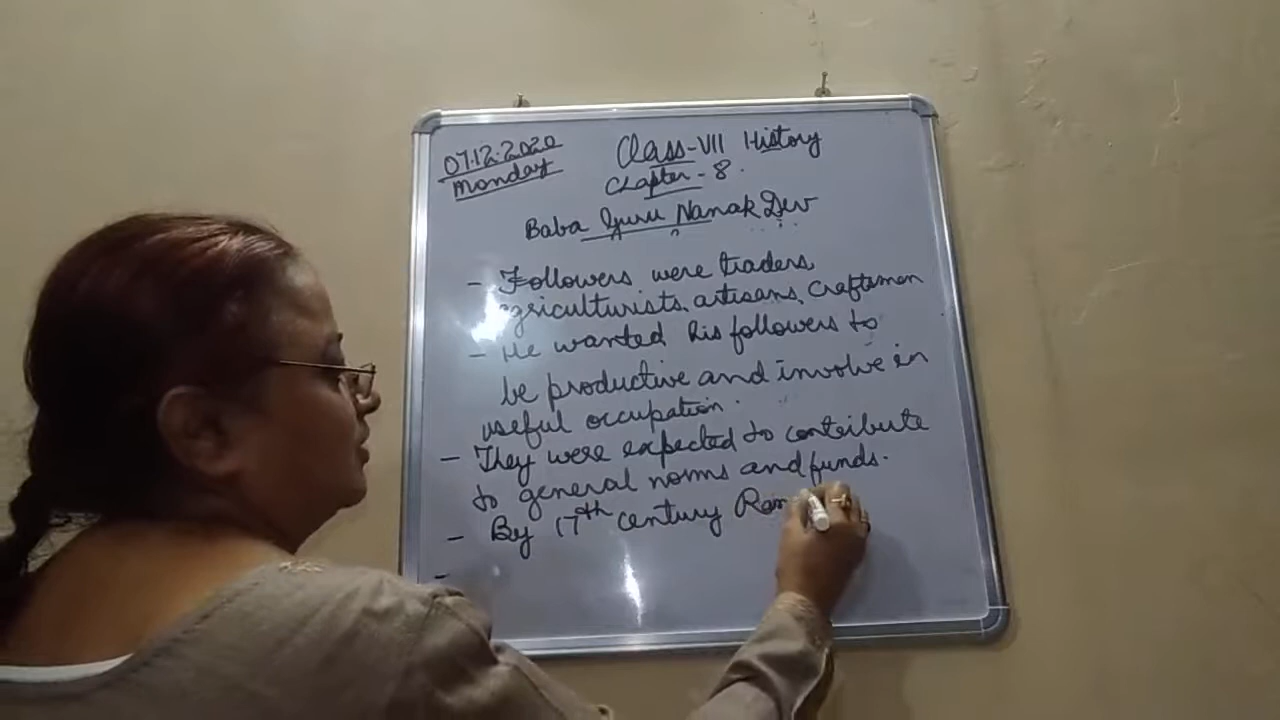 07.12.2020
Monday
Class-VII History
Chapter - 8.
Baba Guru Nanak Dev
- Followers were traders,
agriculturists, artisans, craftsmen
- He wanted his followers to
be productive and involve in
useful occupation.
- They were expected to contribute
to general norms and funds.
- By 17th century Ram
-